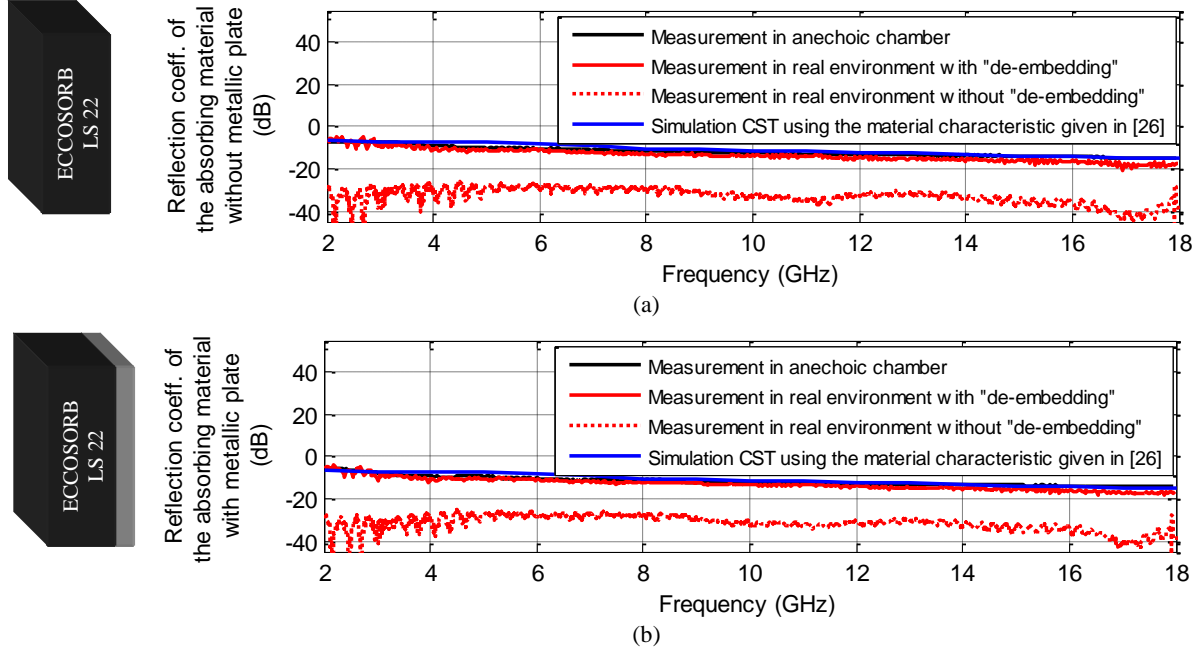 ECCOSORB
LS 22
Reflection coeff. of
the absorbing material
without metallic plate
(dB)
40
20
0
-20
-40
Measurement in anechoic chamber
Measurement in real environment with "de-embedding"
Measurement in real environment without "de-embedding"
Simulation CST using the material characteristic given in [26]
2 4 6 8 10 12 14 16 18
Frequency (GHz)
(a)
ECCOSORB
LS 22
Reflection coeff. of
the absorbing material
with metallic plate
(dB)
40
20
0
-20
-40
Measurement in anechoic chamber
Measurement in real environment with "de-embedding"
Measurement in real environment without "de-embedding"
Simulation CST using the material characteristic given in [26]
2 4 6 8 10 12 14 16 18
Frequency (GHz)
(b)